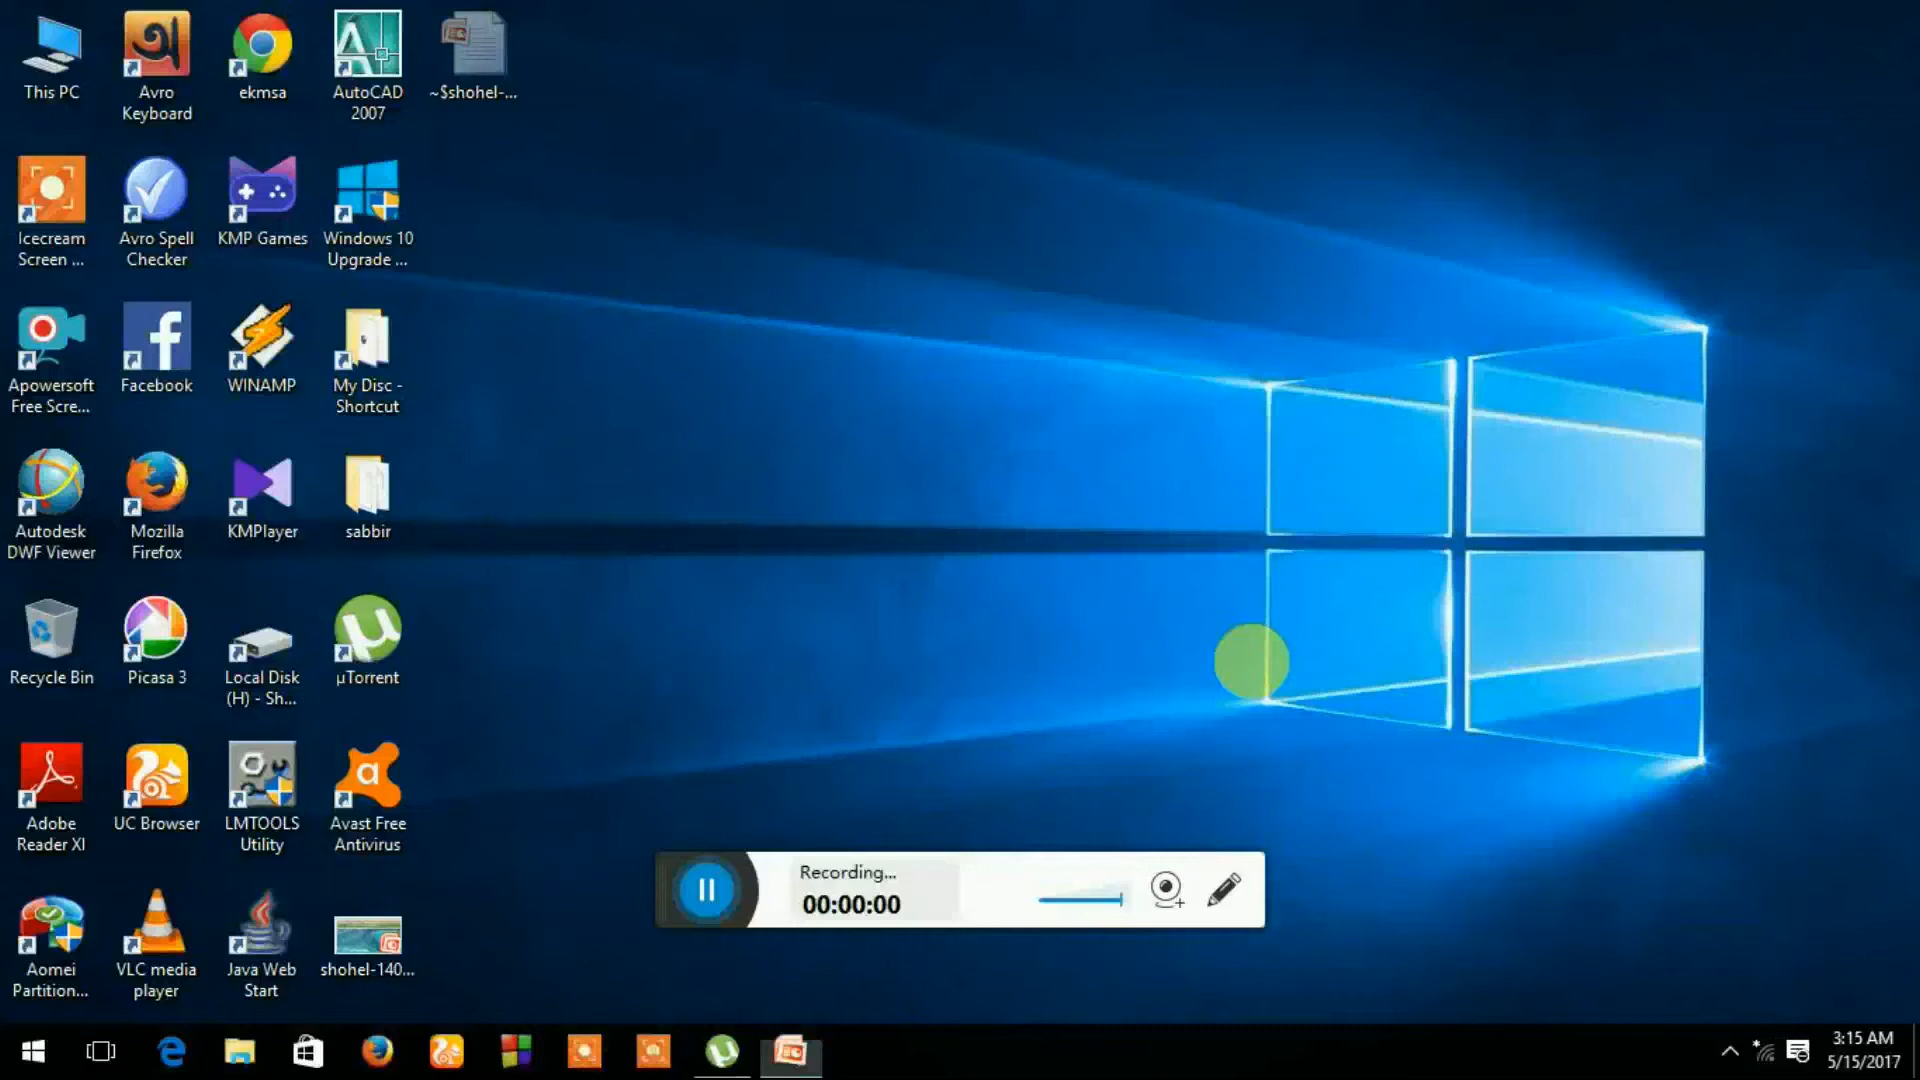 This PC
Avro
Keyboard
ekmsa
AutoCAD
2007
~$shohel-...
Icecream
Screen ...
Avro Spell
Checker
KMP Games
Windows 10
Upgrade ...
Apowersoft
Free Scre...
Facebook
WINAMP
My Disc -
Shortcut
Autodesk
DWF Viewer
Mozilla
Firefox
KMPlayer
sabbir
Recycle Bin
Picasa 3
Local Disk
(H) - Sh...
µTorrent
Adobe
Reader XI
UC Browser
LMTOOLS
Utility
Avast Free
Antivirus
Aomei
Partition...
VLC media
player
Java Web
Start
shohel-140...
Recording...
00:00:00
3:15 AM
5/15/2017